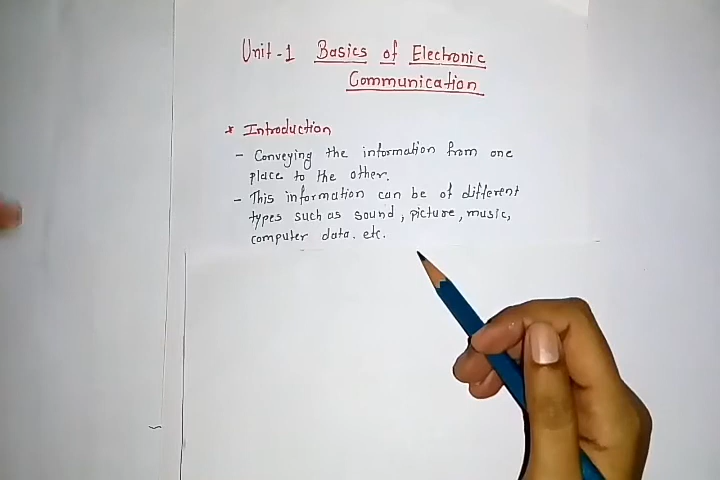 Unit-1 Basics of Electronic
Communication
* Introduction
- Conveying the information from one
place to the other.
- This information can be of different
types such as sound, picture, music,
computer data. etc.